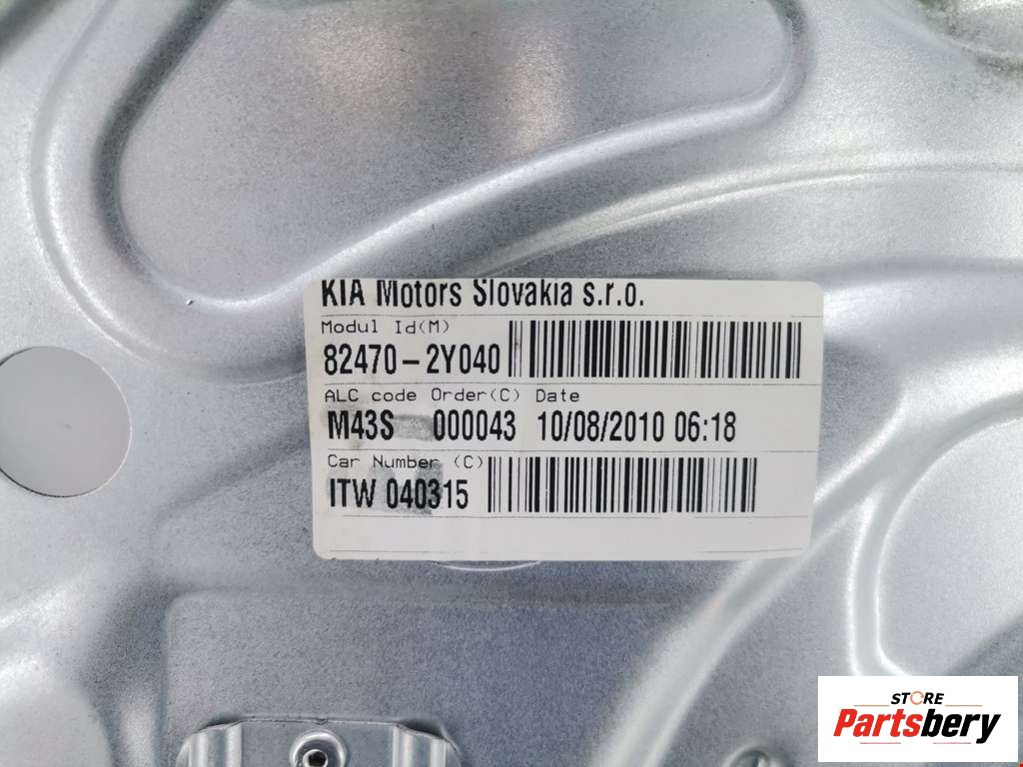 KIA Motors Slovakia s.r.o.
Modul Id(M)
82470-2Y040
ALC code Order(C) Date
M43S 000043 10/08/2010 06:18
Car Number (C)
ITW 040315
STORE
Partsbery